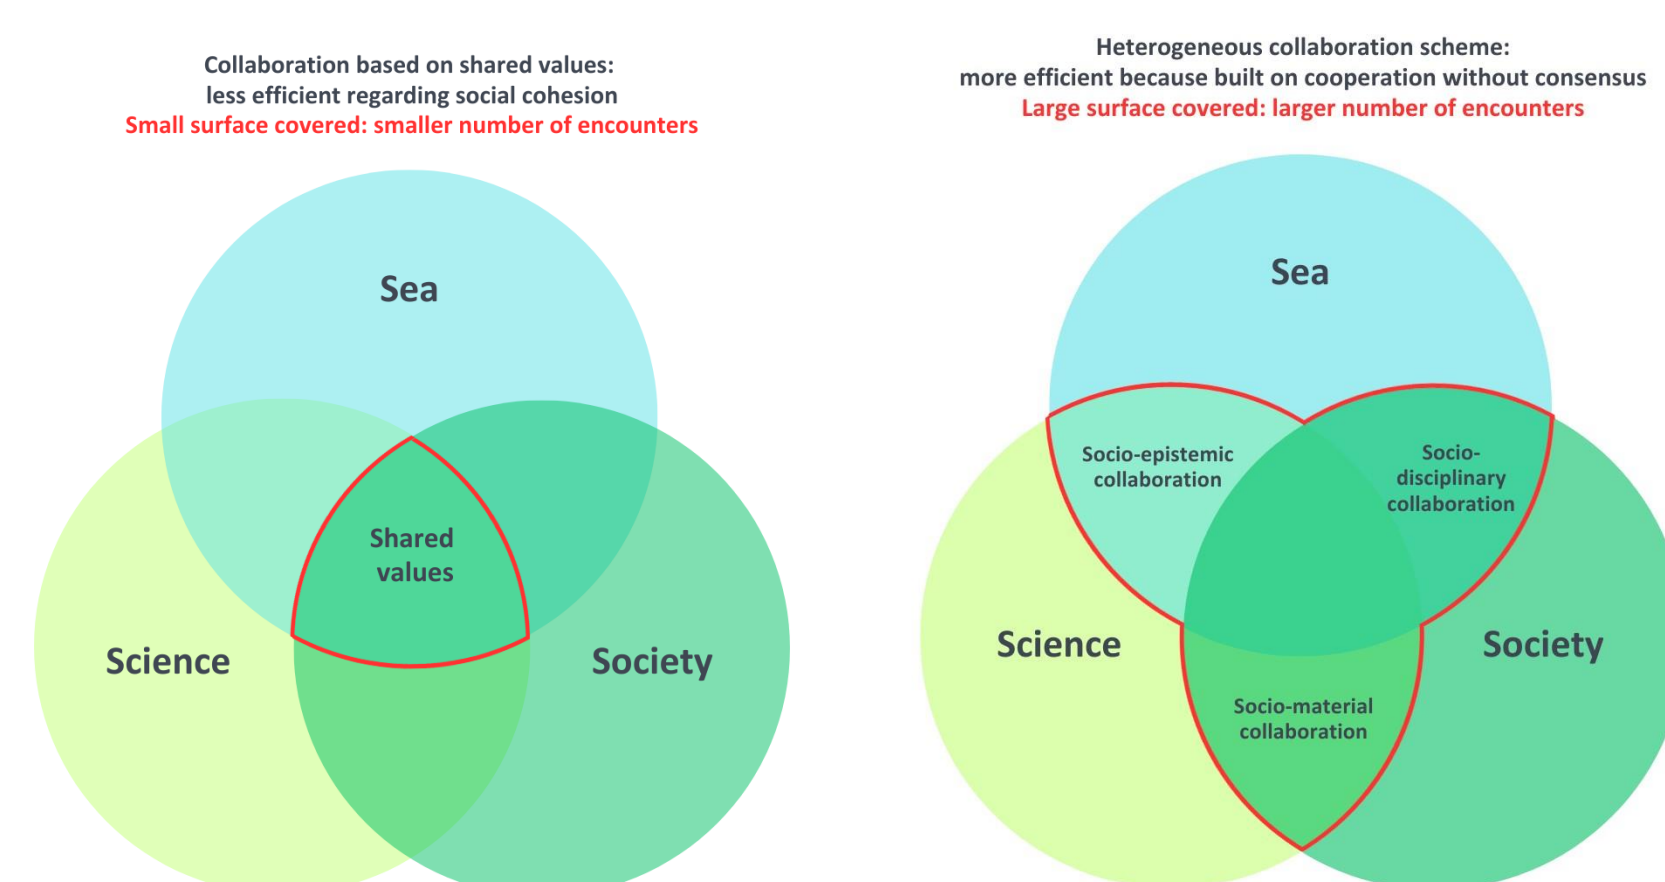 Collaboration based on shared values:
less efficient regarding social cohesion
Small surface covered: smaller number of encounters
Sea
Shared
values
Science
Society
Heterogeneous collaboration scheme:
more efficient because built on cooperation without consensus
Large surface covered: larger number of encounters
Sea
Socio-epistemic
collaboration
Socio-
disciplinary
collaboration
Science
Society
Socio-material
collaboration